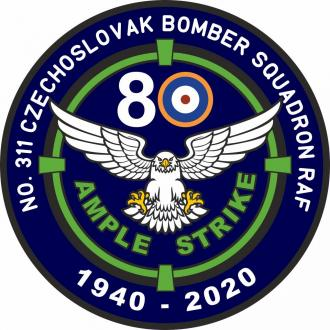 NO. 311 CZECHOSLOVAK BOMBER SQUADRON RAF
80
AMPLE STRIKE
1940 - 2020